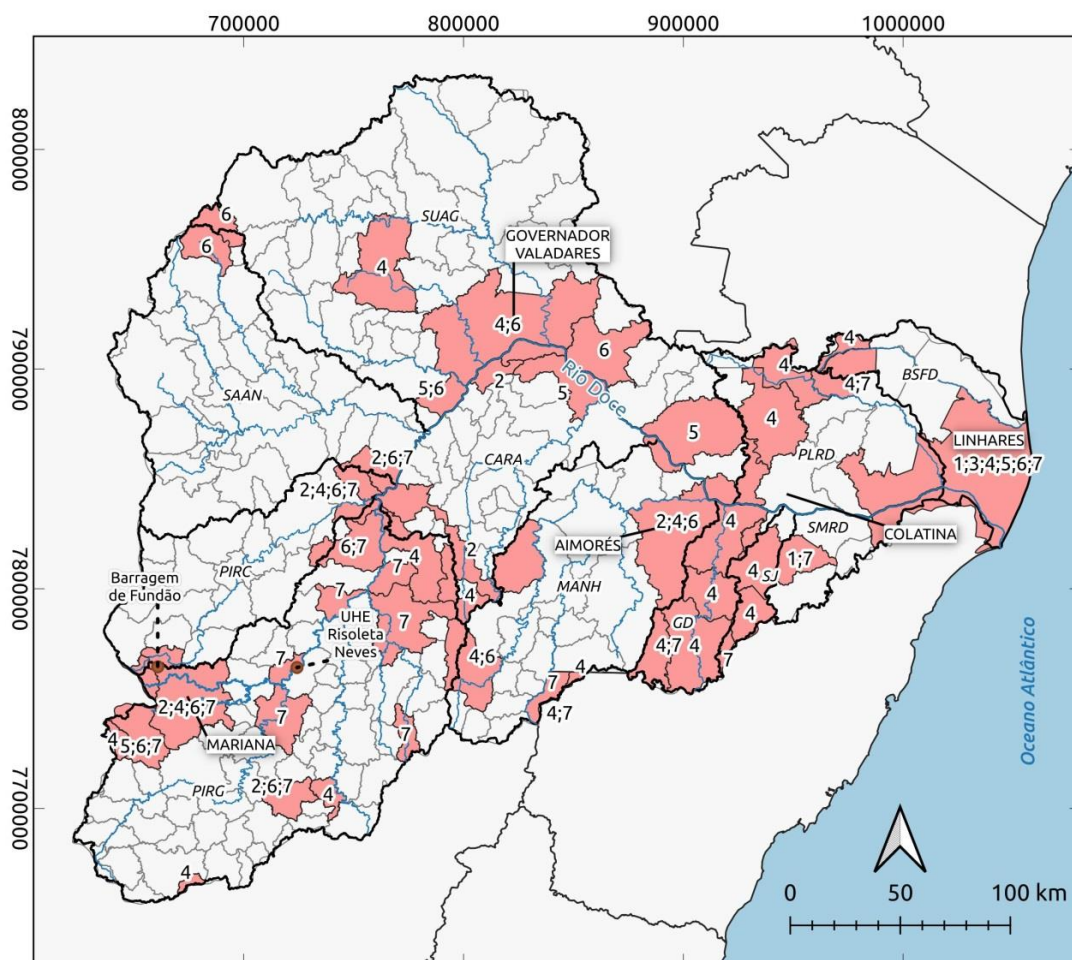 7000000 8000000 9000000 10000000
8000000
7900000
7800000
7700000
6
6
SUAG
4
GOVERNADOR
VALADARES
4;6
6
5;6
2
5
Rio Doce
SAAN
4
4
4;7
BSFD
4
5
PLRD
LINHARES
1;3;4;5;6;7
CARA
2;6;7
2;4;6;7
SMRD
COLATINA
2;4;6
4
AIMORÉS
6;7
7
4
2
4
PIRC
MANH
1;7
4
SJ
4
Barragem
de Fundão
7
7
UHE
Risoleta
Neves
7
4
GD
4;7
4
7
4;6
4
7
4;7
2;4;6;7
MARIANA
7
4
5;6;7
7
PIRG
2;6;7
4
4
Oceano Atlântico
0 50 100 km